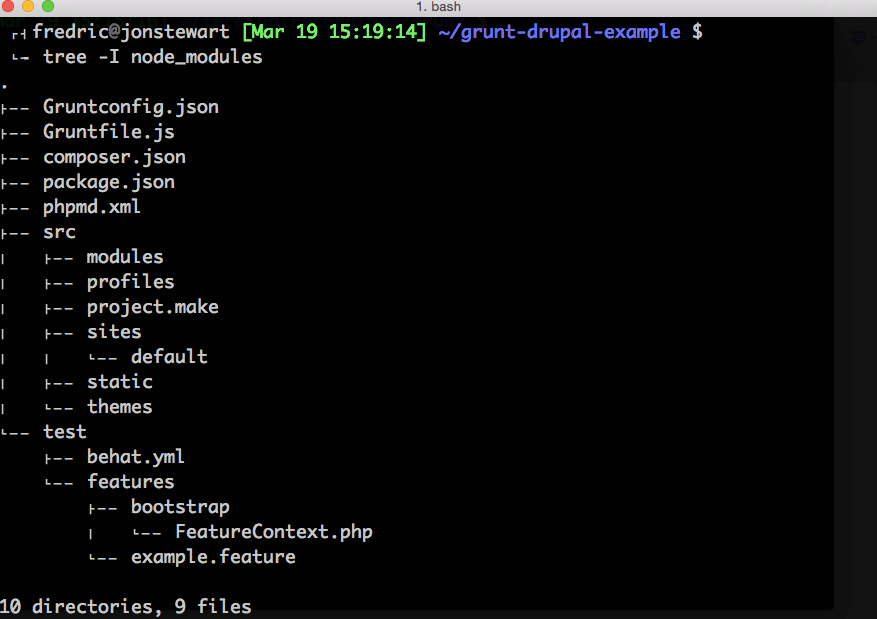 1. bash
fredric@jonstewart [Mar 19 15:19:14] ~/grunt-drupal-example $
tree -I node_modules
.
├── Gruntconfig.json
├── Gruntfile.js
├── composer.json
├── package.json
├── phpmd.xml
├── src
│   ├── modules
│   ├── profiles
│   ├── project.make
│   ├── sites
│   │   └── default
│   ├── static
│   └── themes
└── test
    ├── behat.yml
    └── features
        ├── bootstrap
        │   └── FeatureContext.php
        └── example.feature
10 directories, 9 files